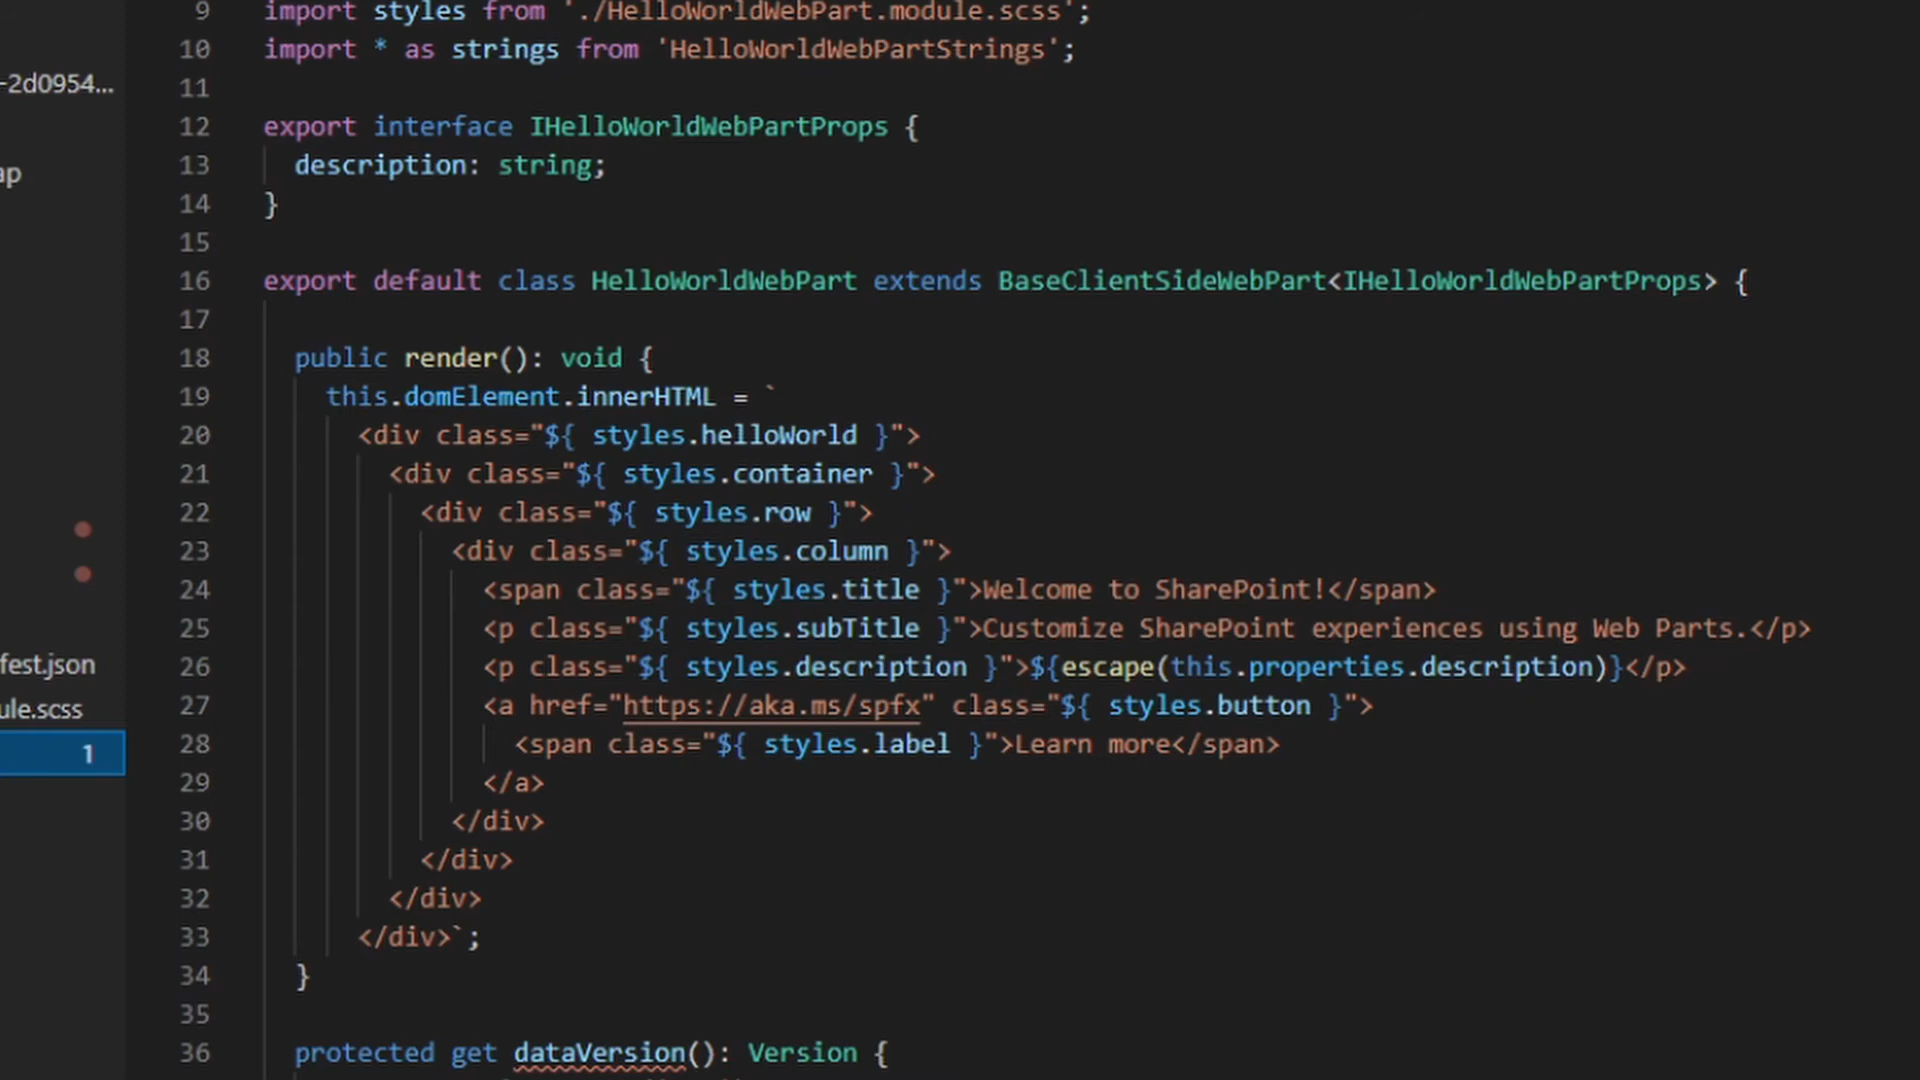 9 import styles from './HelloWorldWebPart.module.scss';
10 import * as strings from 'HelloWorldWebPartStrings';
-2d0954...
11
12 export interface IHelloWorldWebPartProps {
13 description: string;
ap
14 }
15
16 export default class HelloWorldWebPart extends BaseClientSideWebPart<IHelloWorldWebPartProps> {
17
18 public render(): void {
19 this.domElement.innerHTML = `
20 <div class="${ styles.helloWorld }">
21 <div class="${ styles.container }">
22 <div class="${ styles.row }">
23 <div class="${ styles.column }">
24 <span class="${ styles.title }">Welcome to SharePoint!</span>
25 <p class="${ styles.subTitle }">Customize SharePoint experiences using Web Parts.</p>
26 <p class="${ styles.description }">${escape(this.properties.description)}</p>
fest.json
27 <a href="https://aka.ms/spfx" class="${ styles.button }">
ule.scss
28 <span class="${ styles.label }">Learn more</span>
1
29 </a>
30 </div>
31 </div>
32 </div>
33 </div>`;
34 }
35
36 protected get dataVersion(): Version {